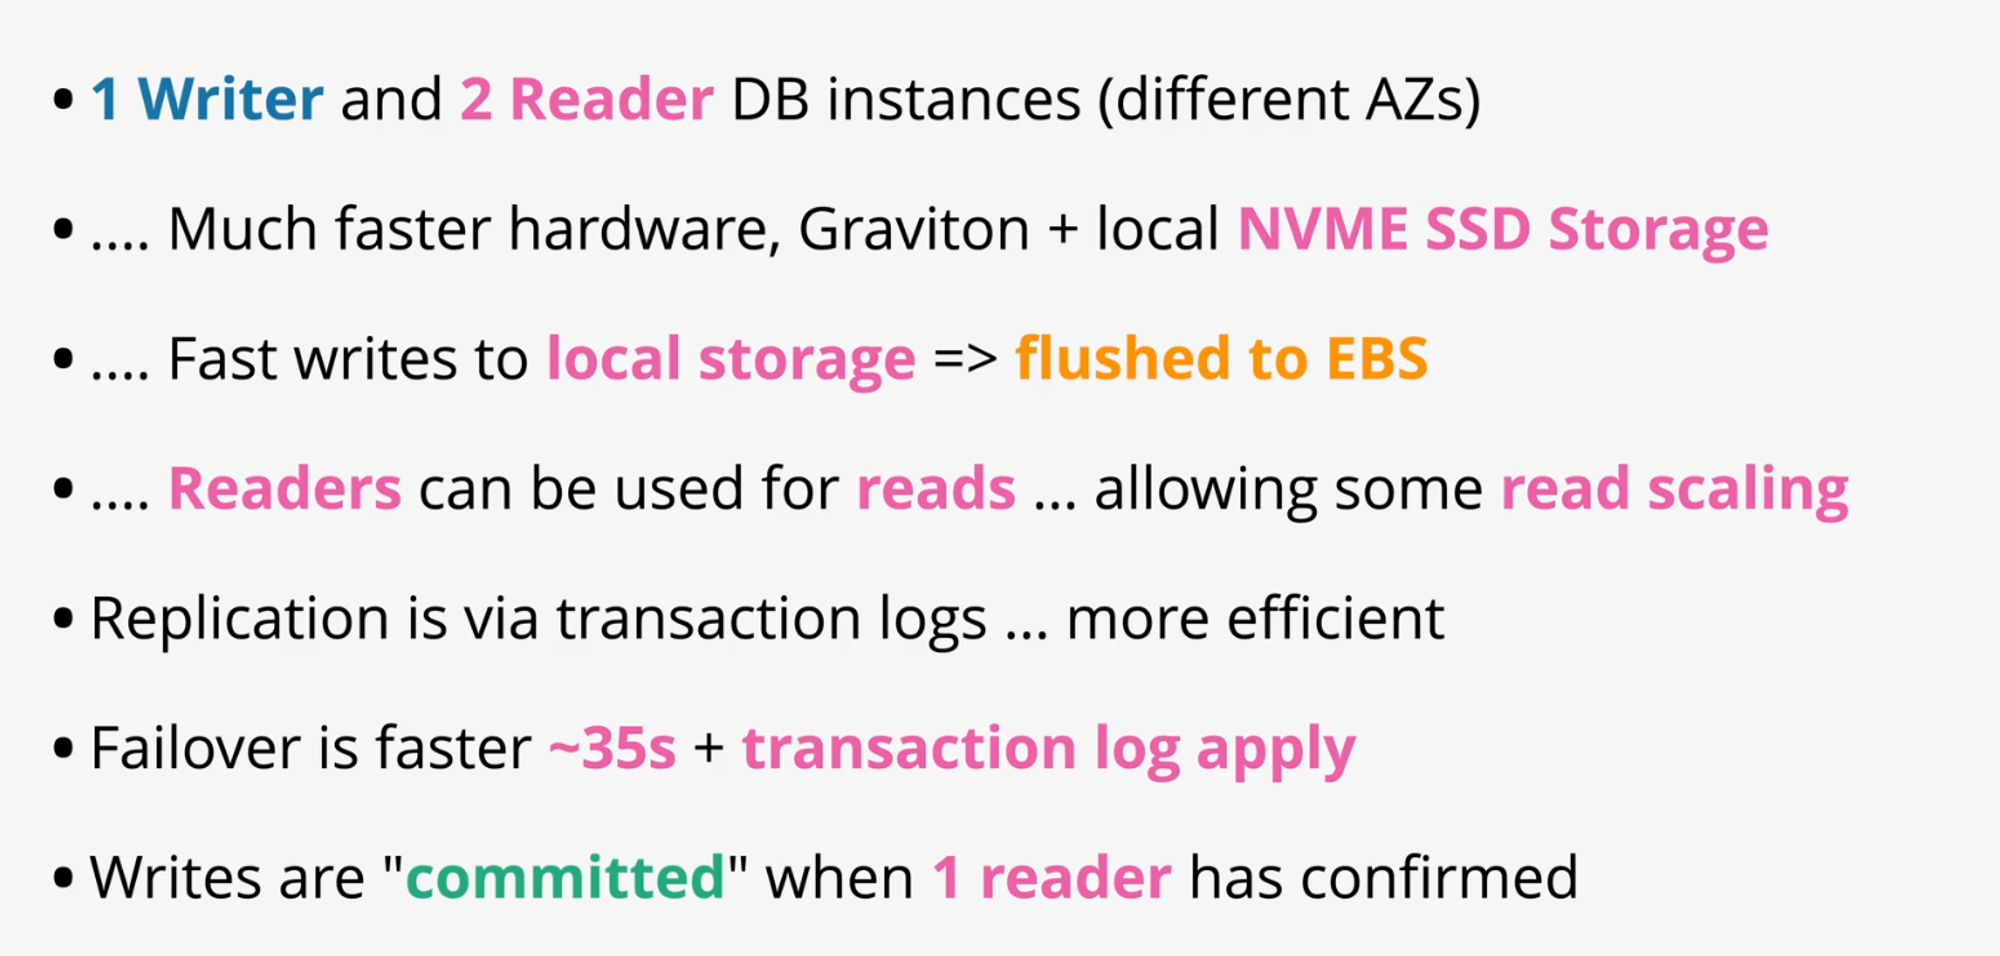 • 1 Writer and 2 Reader DB instances (different AZs)
• .... Much faster hardware, Graviton + local NVME SSD Storage
• .... Fast writes to local storage => flushed to EBS
• .... Readers can be used for reads ... allowing some read scaling
• Replication is via transaction logs ... more efficient
• Failover is faster ~35s + transaction log apply
• Writes are "committed" when 1 reader has confirmed